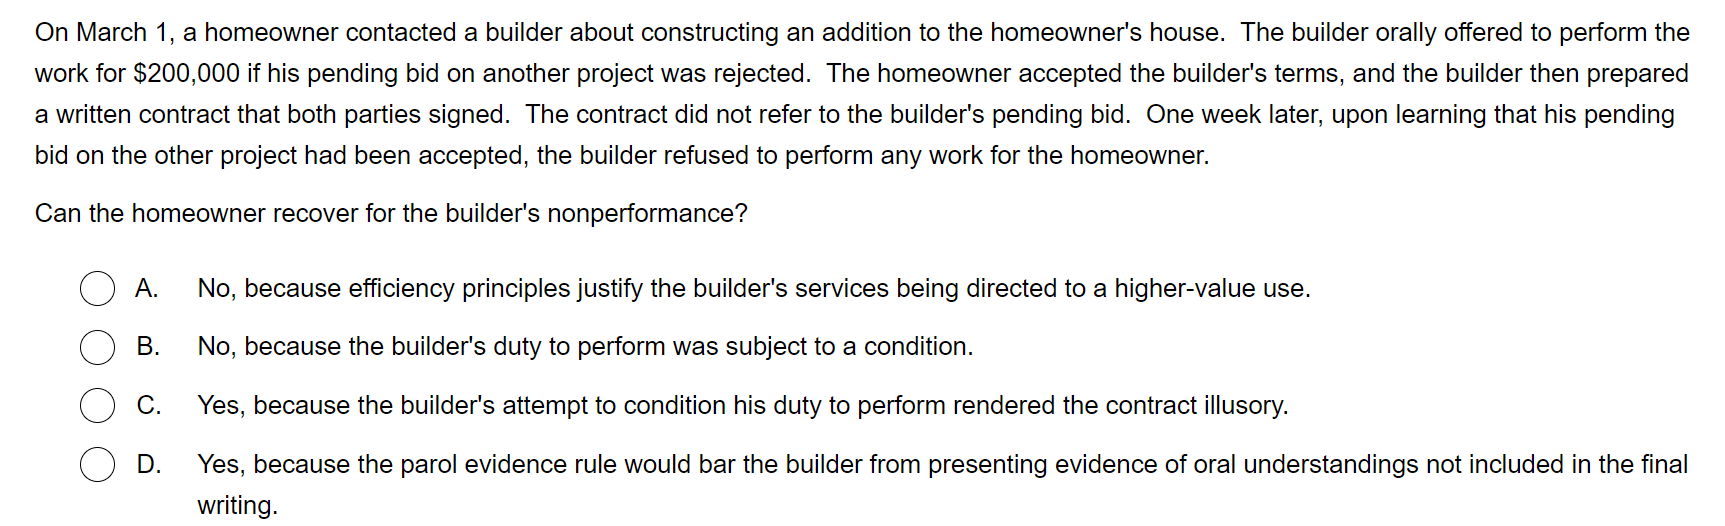 On March 1, a homeowner contacted a builder about constructing an addition to the homeowner's house.  The builder orally offered to perform the
work for $200,000 if his pending bid on another project was rejected.  The homeowner accepted the builder's terms, and the builder then prepared
a written contract that both parties signed.  The contract did not refer to the builder's pending bid.  One week later, upon learning that his pending
bid on the other project had been accepted, the builder refused to perform any work for the homeowner.
Can the homeowner recover for the builder's nonperformance?
A. No, because efficiency principles justify the builder's services being directed to a higher-value use.
B. No, because the builder's duty to perform was subject to a condition.
C. Yes, because the builder's attempt to condition his duty to perform rendered the contract illusory.
D. Yes, because the parol evidence rule would bar the builder from presenting evidence of oral understandings not included in the final
writing.